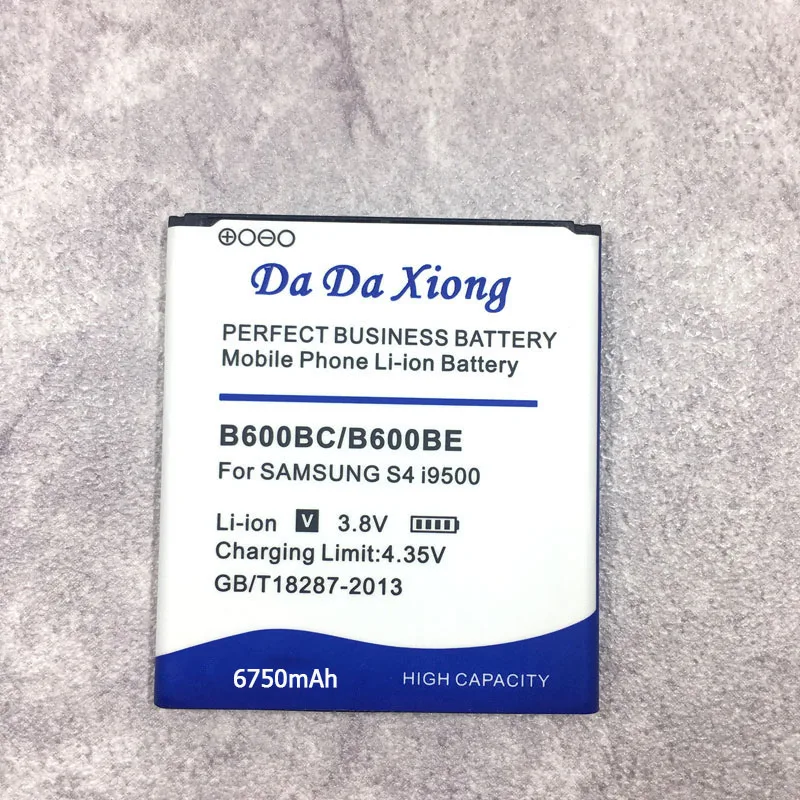 Da Da Xiong
PERFECT BUSINESS BATTERY
Mobile Phone Li-ion Battery
B600BC/B600BE
For SAMSUNG S4 i9500
Li-ion V 3.8V
Charging Limit:4.35V
GB/T18287-2013
6750mAh HIGH CAPACITY